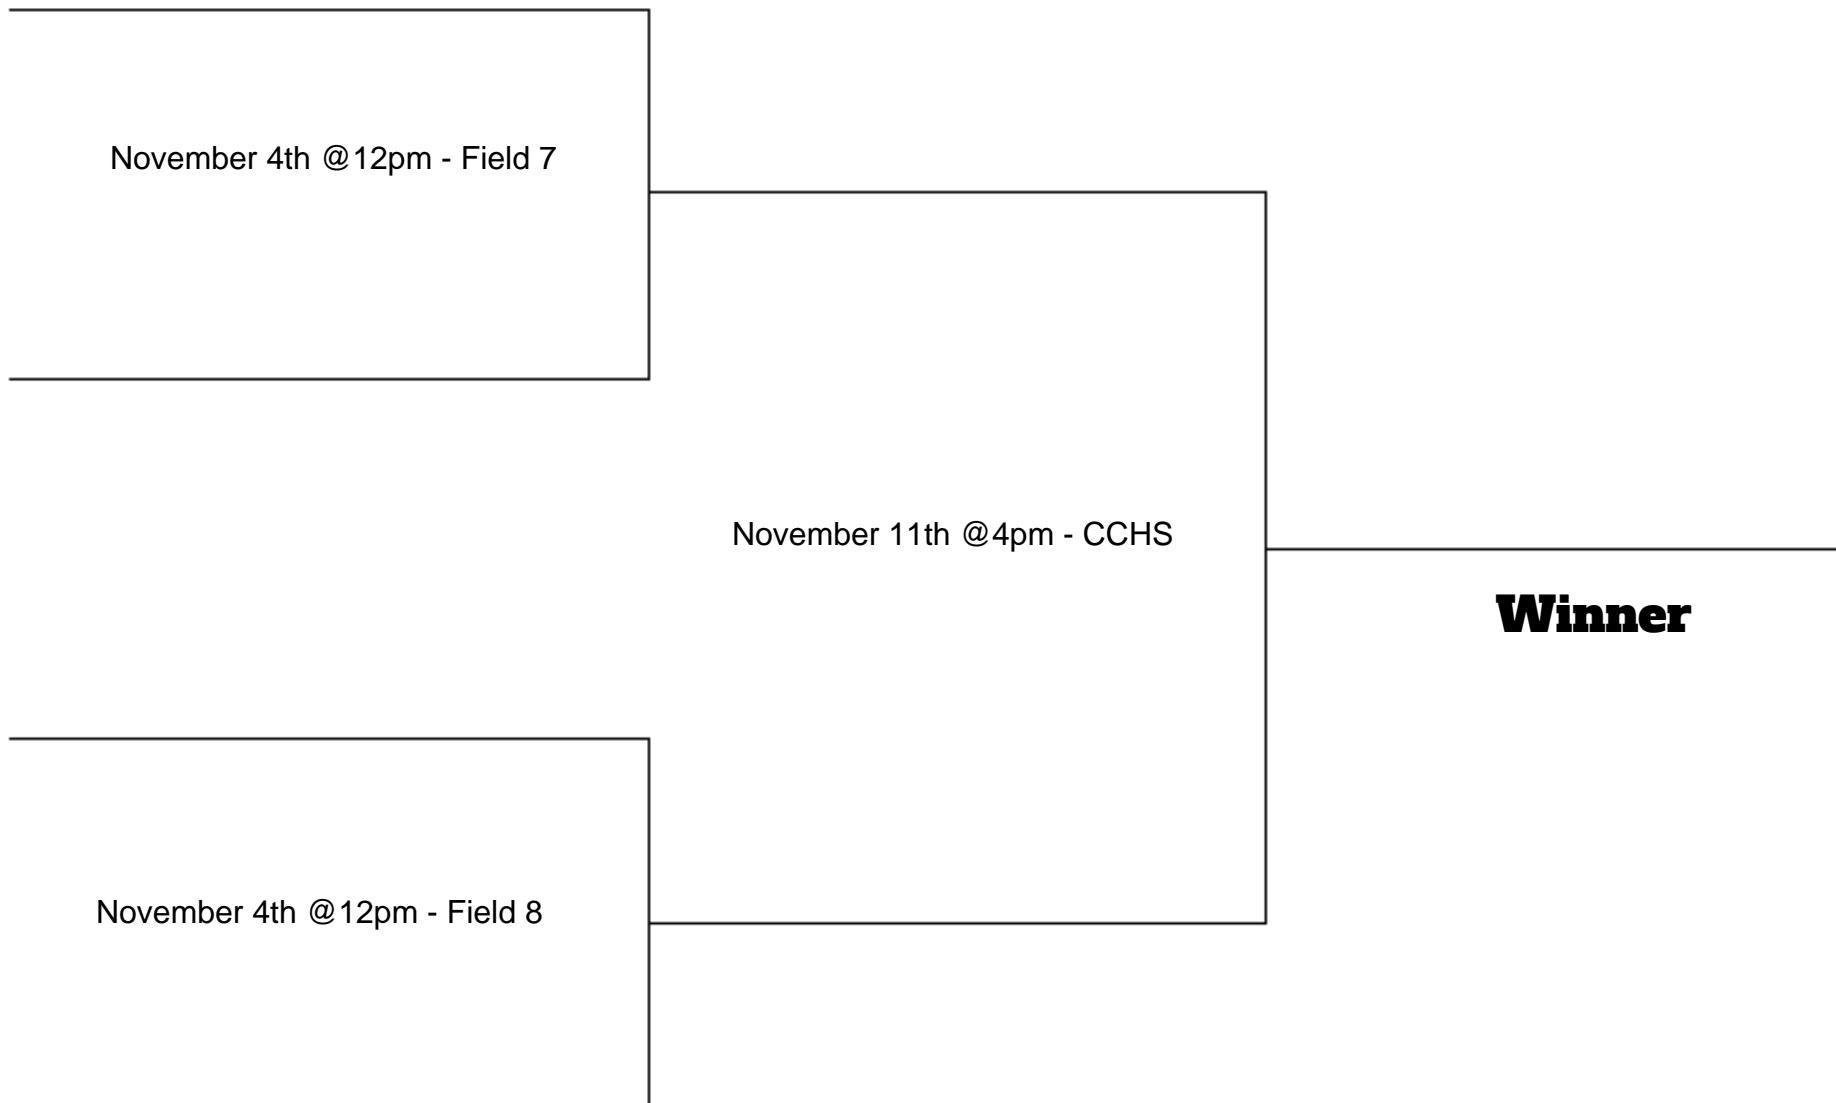 November 4th @12pm - Field 7
November 11th @4pm - CCHS
Winner
November 4th @12pm - Field 8